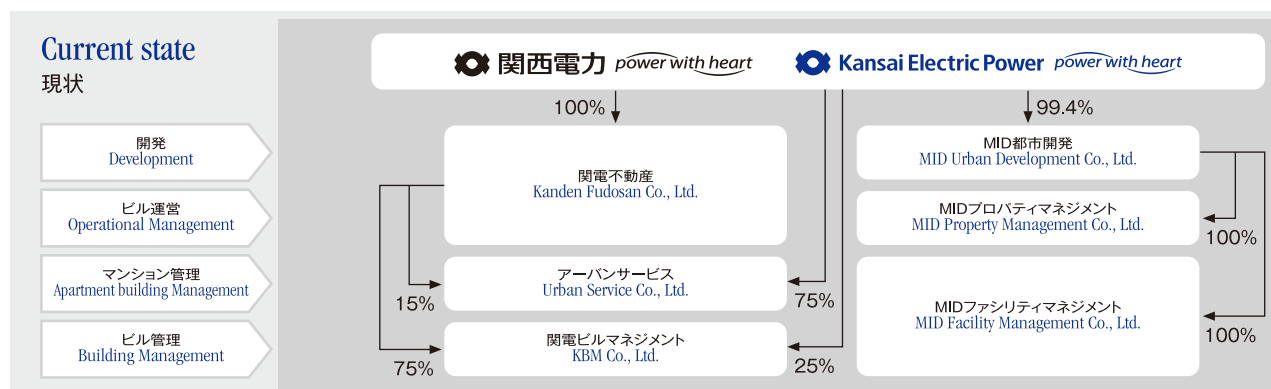 Current state
現状
関西電力 power with heart
Kansai Electric Power power with heart
100%
99.4%
開発
Development
ビル運営
Operational Management
マンション管理
Apartment building Management
ビル管理
Building Management
関電不動産
Kanden Fudosan Co., Ltd.
アーバンサービス
Urban Service Co., Ltd.
15%
75%
関電ビルマネジメント
KBM Co., Ltd.
75%
25%
MID都市開発
MID Urban Development Co., Ltd.
MIDプロパティマネジメント
MID Property Management Co., Ltd.
100%
MIDファシリティマネジメント
MID Facility Management Co., Ltd.
100%